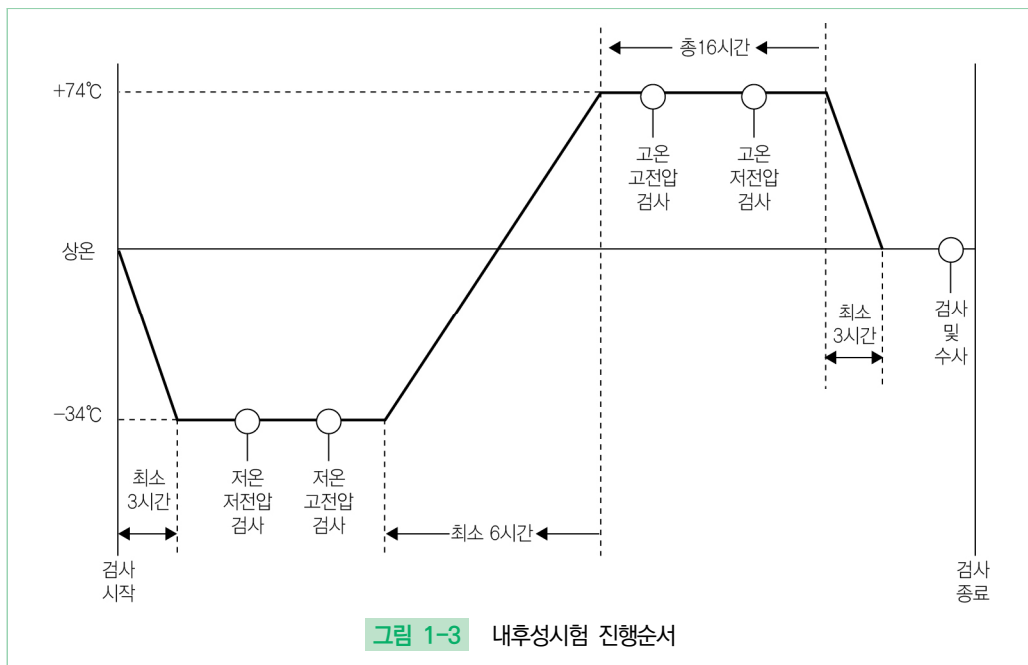 총16시간
+74℃
고온
고전압
검사
고온
저전압
검사
상온
최소
3시간
검사
및
수사
-34℃
최소
3시간
저온
저전압
검사
저온
고전압
검사
최소 6시간
검사
시작
검사
종료
그림 1-3 내후성시험 진행순서